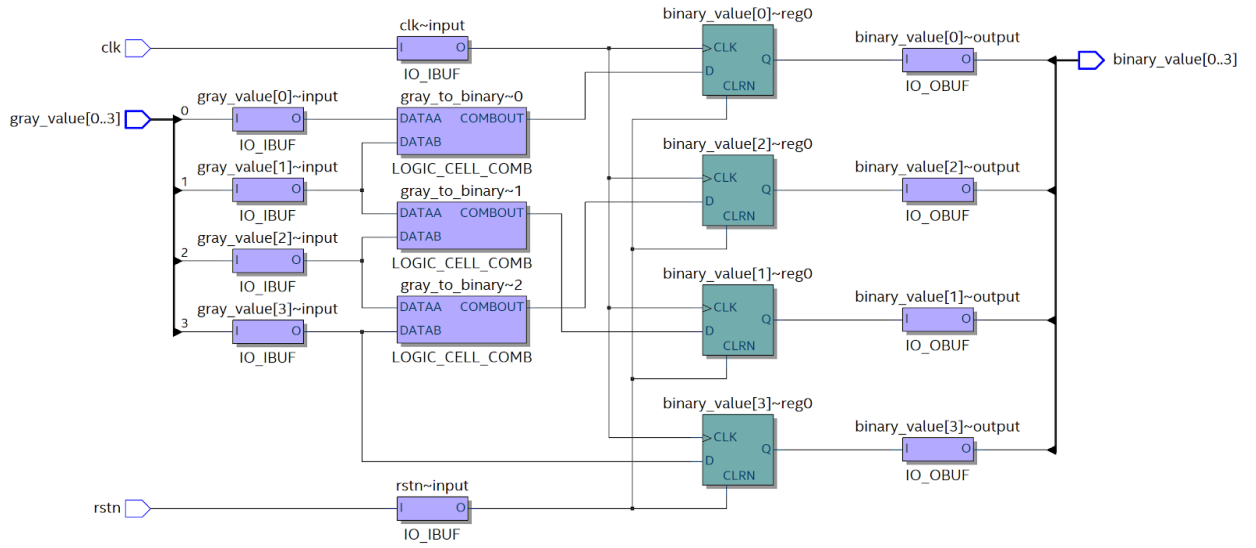 binary_value[0]~reg0
clk~input
binary_value[0]~output
clk
I O
CLK
D Q
CLRN
I O
binary_value[0..3]
IO_IBUF
IO_OBUF
gray_value[0]~input
gray_to_binary~0
gray_value[0..3]
0
I O
DATAA COMBOUT
DATAB
IO_IBUF
LOGIC_CELL_COMB
binary_value[2]~reg0
gray_value[1]~input
binary_value[2]~output
1
I O
gray_to_binary~1
CLK
D Q
CLRN
I O
IO_IBUF
DATAA COMBOUT
DATAB
IO_OBUF
gray_value[2]~input
2
I O
LOGIC_CELL_COMB
IO_IBUF
gray_to_binary~2
binary_value[1]~reg0
gray_value[3]~input
DATAA COMBOUT
DATAB
CLK
D Q
CLRN
binary_value[1]~output
3
I O
I O
IO_IBUF
LOGIC_CELL_COMB
IO_OBUF
binary_value[3]~reg0
binary_value[3]~output
CLK
D Q
CLRN
I O
IO_OBUF
rstn~input
rstn
I O
IO_IBUF